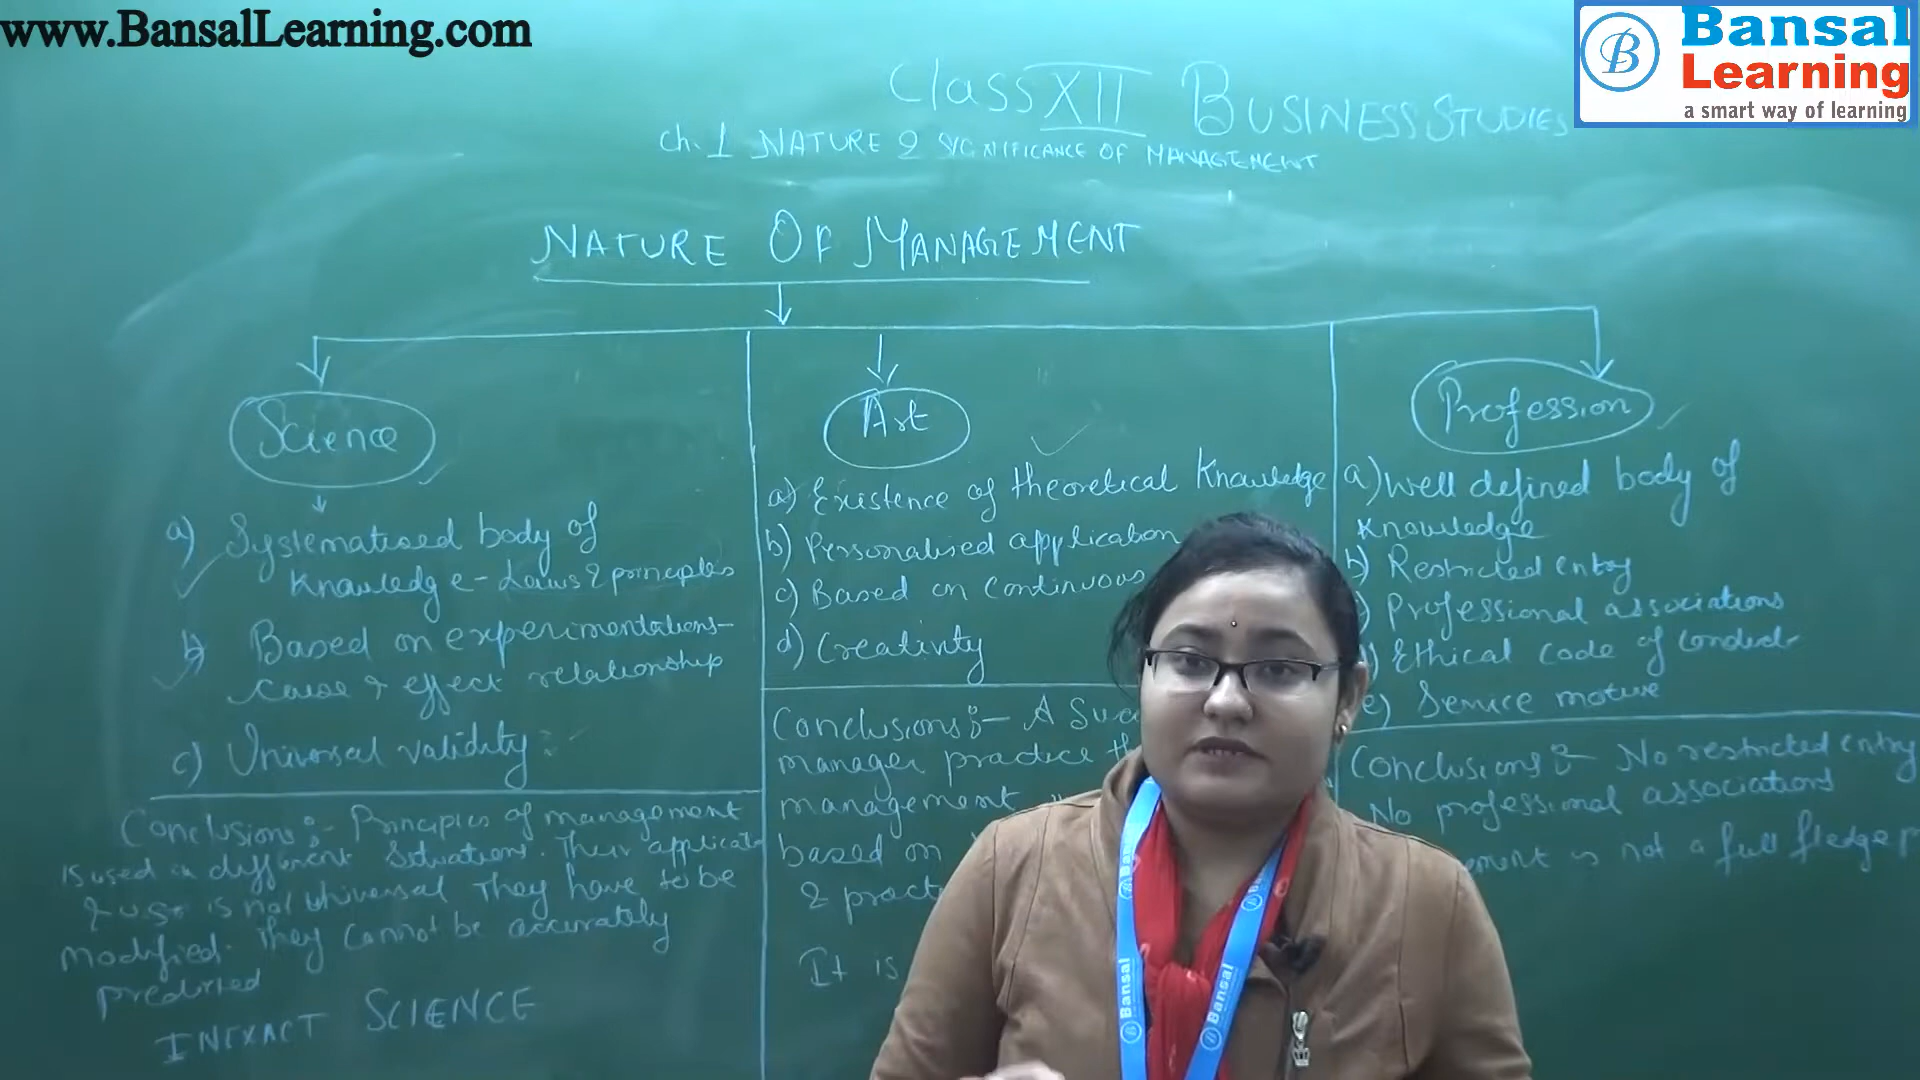 www.BansalLearning.com
B
Bansal
Learning
a smart way of learning
Class XII BUSINESS STUDIES
Ch. 1 NATURE & SIGNIFICANCE OF MANAGEMENT
NATURE OF MANAGEMENT
Science
a) Systematised body of
Knowledge - Laws & principles
b) Based on experimentations-
cause & effect relationship
c) Universal validity
Conclusions :- Principles of management
is used in different situations. Their
& use is not universal They have to be
modified. They cannot be accurately
INEXACT SCIENCE
Art
a) Existence of theoretical Knowledge
b) Personalised application
c) Based on continuous
d) Creativity
Conclusions :- A
manager practice
management
based on
&
It is
Profession
a) Well defined body of
Knowledge
b) Restricted entry
) Professional associations
) Ethical code of conduct
e) Service motive
Conclusions :- No restricted entry
No professional associations
is not a full fledge
Bansal
Bansal